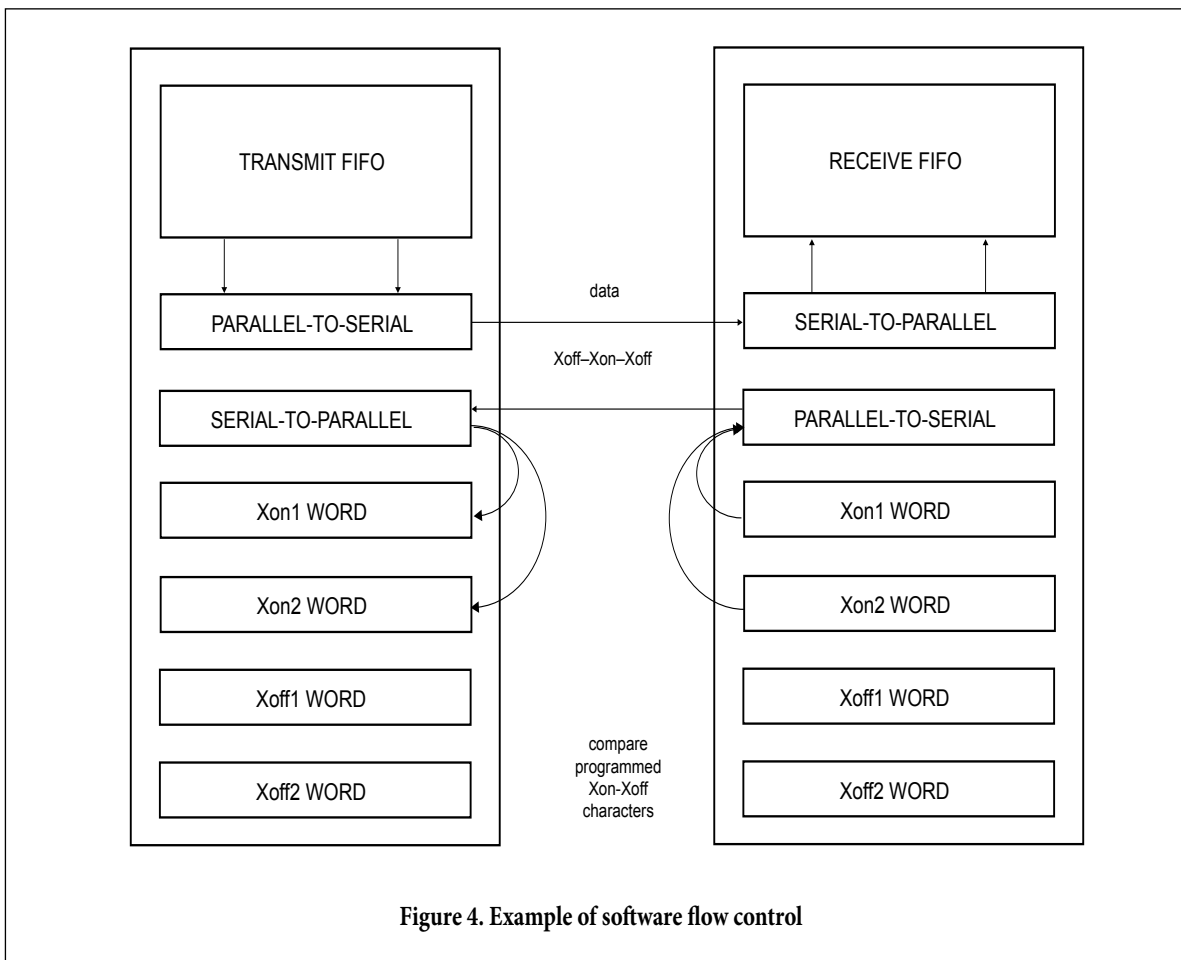 TRANSMIT FIFO
RECEIVE FIFO
data
PARALLEL-TO-SERIAL
SERIAL-TO-PARALLEL
Xoff–Xon–Xoff
SERIAL-TO-PARALLEL
PARALLEL-TO-SERIAL
Xon1 WORD
Xon1 WORD
Xon2 WORD
Xon2 WORD
Xoff1 WORD
Xoff1 WORD
compare
programmed
Xon-Xoff
characters
Xoff2 WORD
Xoff2 WORD
Figure 4. Example of software flow control